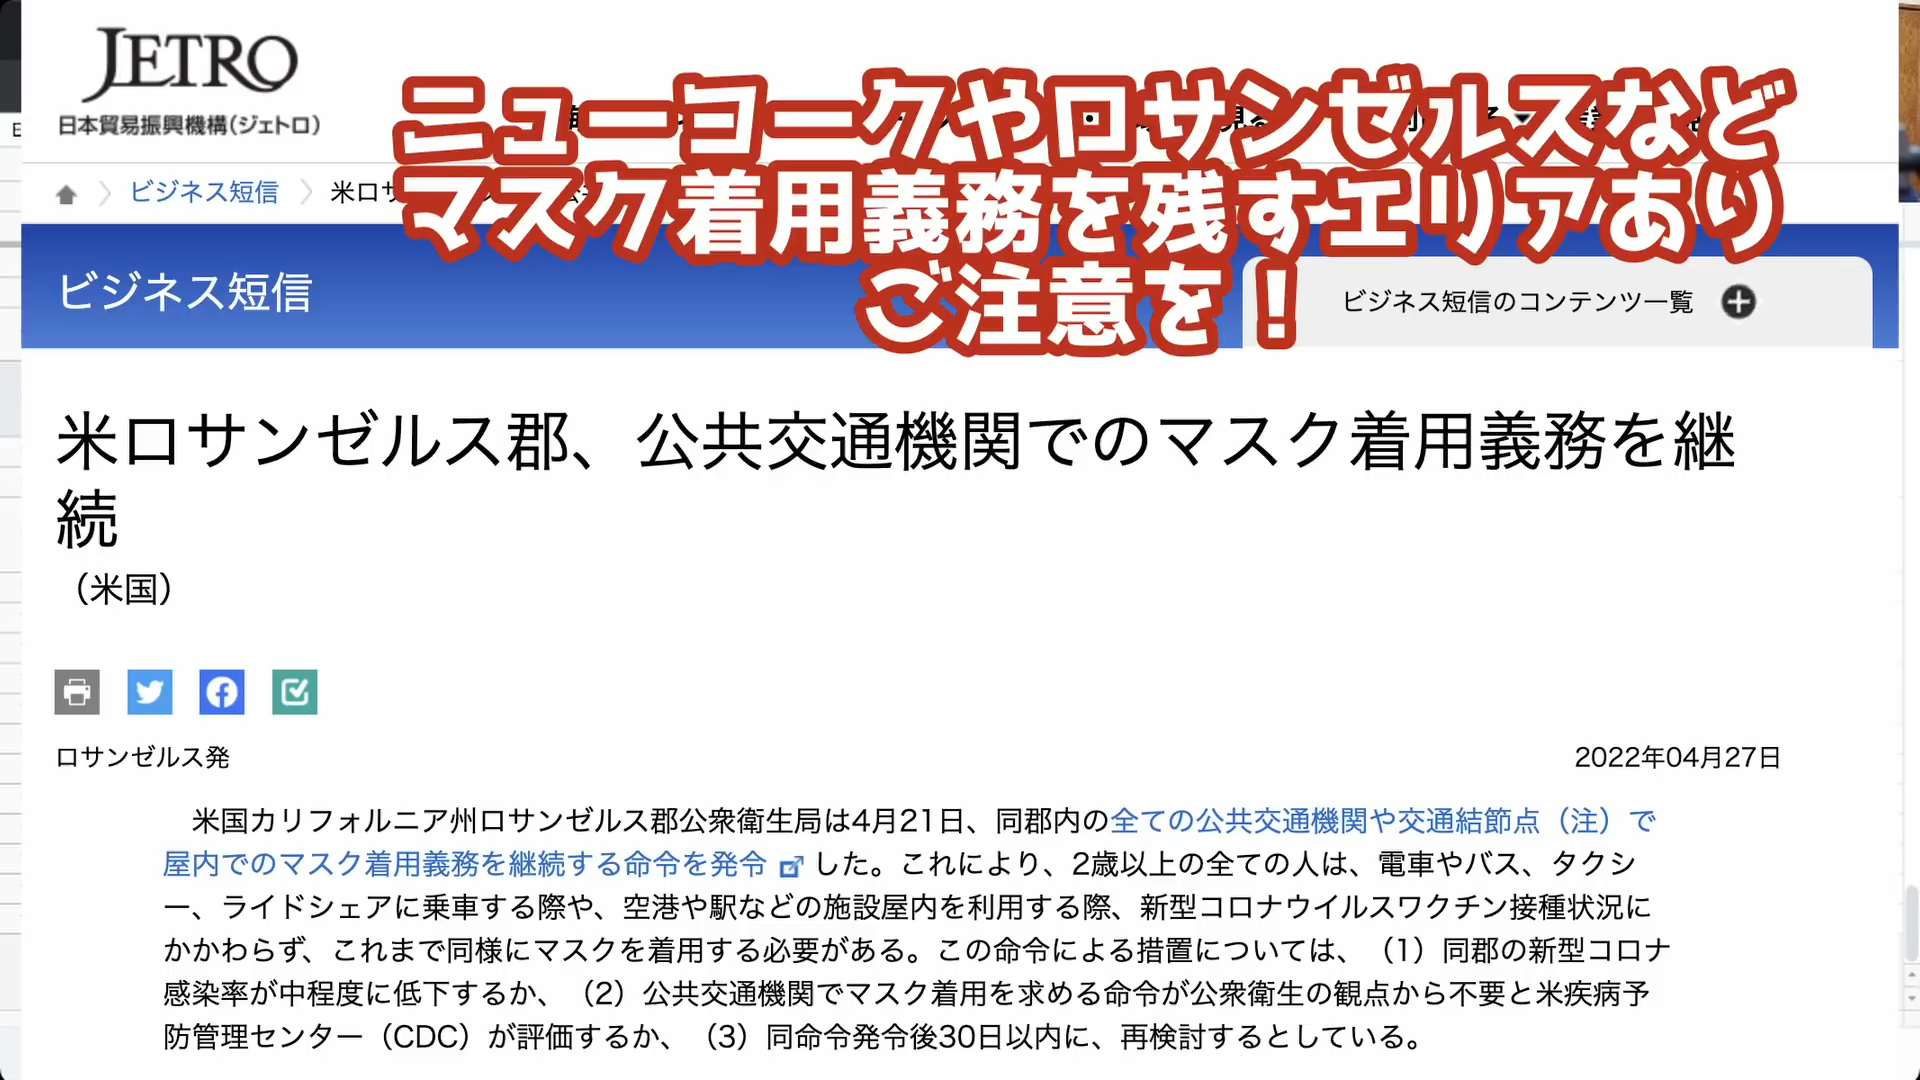 JETRO
日本貿易振興機構(ジェトロ)
ニューヨークやロサンゼルスなど
マスク着用義務を残すエリアあり
ご注意を!
ビジネス短信
米ロサ
ビジネス短信
ビジネス短信のコンテンツ一覧
米ロサンゼルス郡、公共交通機関でのマスク着用義務を継
続
(米国)
ロサンゼルス発
2022年04月27日
米国カリフォルニア州ロサンゼルス郡公衆衛生局は4月21日、同郡内の全ての公共交通機関や交通結節点(注)で
屋内でのマスク着用義務を継続する命令を発令した。これにより、2歳以上の全ての人は、電車やバス、タクシ
ー、ライドシェアに乗車する際や、空港や駅などの施設屋内を利用する際、新型コロナウイルスワクチン接種状況に
かかわらず、これまで同様にマスクを着用する必要がある。この命令による措置については、(1)同郡の新型コロナ
感染率が中程度に低下するか、(2)公共交通機関でマスク着用を求める命令が公衆衛生の観点から不要と米疾病予
防管理センター(CDC)が評価するか、(3)同命令発令後30日以内に、再検討するとしている。